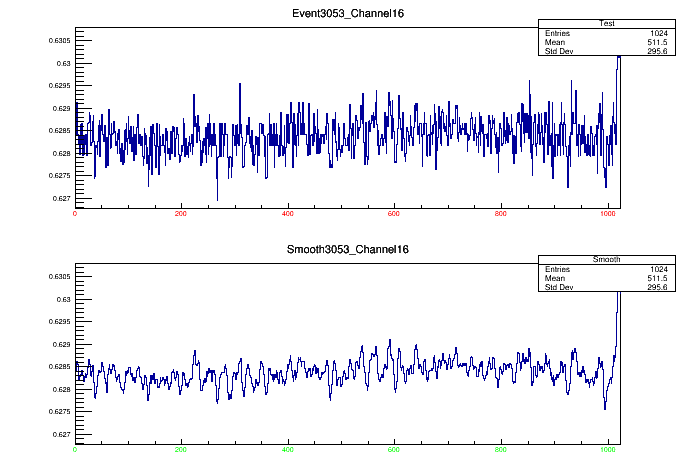 Event3053_Channel16
Test
Entries 1024
Mean 511.5
Std Dev 295.6
0.6305
0.63
0.6295
0.629
0.6285
0.628
0.6275
0.627
0 200 400 600 800 1000
Smooth3053_Channel16
Smooth
Entries 1024
Mean 511.5
Std Dev 295.6
0.6305
0.63
0.6295
0.629
0.6285
0.628
0.6275
0.627
0 200 400 600 800 1000